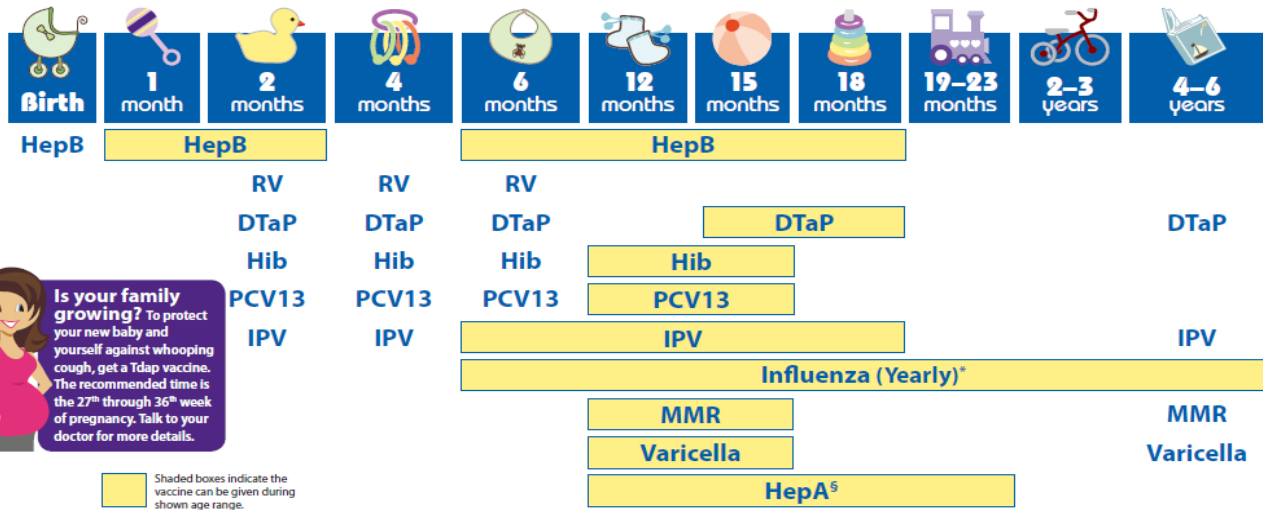 Birth
1
month
2
months
4
months
6
months
12
months
15
months
18
months
19–23
months
2–3
years
4–6
years
HepB HepB HepB
RV RV RV
DTaP DTaP DTaP DTaP DTaP
Hib Hib Hib Hib
PCV13 PCV13 PCV13 PCV13
IPV IPV IPV IPV
Influenza (Yearly)*
MMR MMR
Varicella Varicella
HepA§
Is your family
growing? To protect
your new baby and
yourself against whooping
cough, get a Tdap vaccine.
The recommended time is
the 27th through 36th week
of pregnancy. Talk to your
doctor for more details.
Shaded boxes indicate the
vaccine can be given during
shown age range.